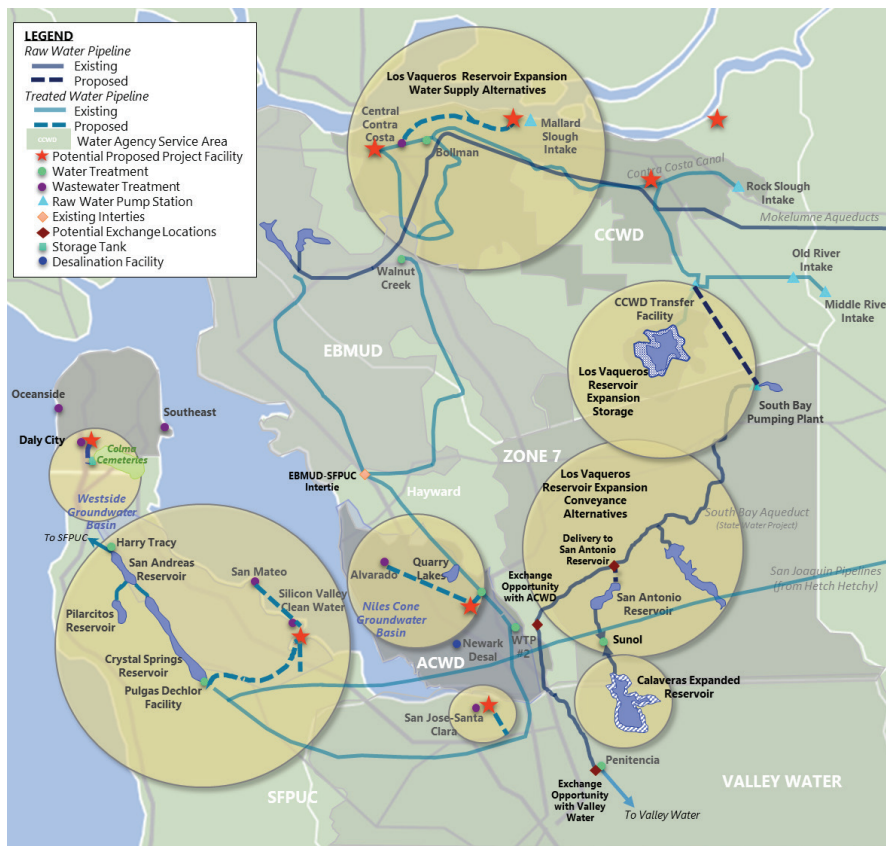 LEGEND
Raw Water Pipeline
Existing
Proposed
Treated Water Pipeline
Existing
Proposed
CCWD
Water Agency Service Area
Potential Proposed Project Facility
Water Treatment
Wastewater Treatment
Raw Water Pump Station
Existing Interties
Potential Exchange Locations
Storage Tank
Desalination Facility
Los Vaqueros Reservoir Expansion
Water Supply Alternatives
Central
Contra
Costa
Bollman
Mallard
Slough
Intake
Contra Costa Canal
Rock Slough
Intake
Mokelumne Aqueducts
CCWD
Old River
Intake
Middle River
Intake
Walnut
Creek
CCWD Transfer
Facility
Los Vaqueros
Reservoir
Expansion
Storage
EBMUD
South Bay
Pumping Plant
Oceanside
Southeast
Daly City
Colma
Cemeteries
Westside
Groundwater
Basin
ZONE 7
EBMUD-SFPUC
Intertie
Hayward
Los Vaqueros
Reservoir Expansion
Conveyance
Alternatives
South Bay Aqueduct
(State Water Project)
Delivery to
San Antonio
Reservoir
San Antonio
Reservoir
San Joaquin Pipelines
(from Hetch Hetchy)
To SFPUC
Harry Tracy
San Andreas
Reservoir
San Mateo
Silicon Valley
Clean Water
Pilarcitos
Reservoir
Crystal Springs
Reservoir
Pulgas Dechlor
Facility
Alvarado
Quarry
Lakes
Niles Cone
Groundwater
Basin
Exchange
Opportunity
with ACWD
Newark
Desal
WTP
#2
ACWD
Sunol
Calaveras Expanded
Reservoir
San Jose-Santa
Clara
Penitencia
Exchange
Opportunity
with Valley
Water
VALLEY WATER
SFPUC
To Valley Water